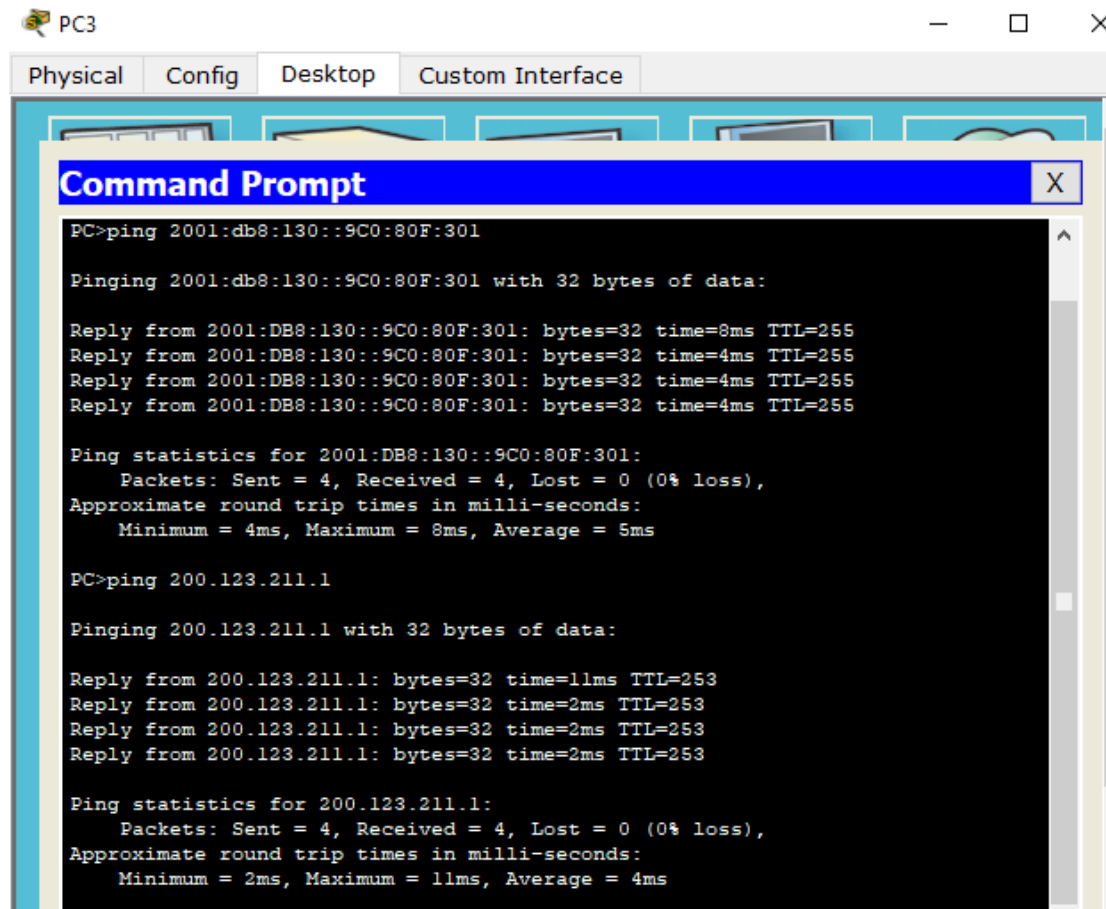 PC3
Physical Config Desktop Custom Interface
Command Prompt X
PC>ping 2001:db8:130::9C0:80F:301
Pinging 2001:db8:130::9C0:80F:301 with 32 bytes of data:
Reply from 2001:DB8:130::9C0:80F:301: bytes=32 time=8ms TTL=255
Reply from 2001:DB8:130::9C0:80F:301: bytes=32 time=4ms TTL=255
Reply from 2001:DB8:130::9C0:80F:301: bytes=32 time=4ms TTL=255
Reply from 2001:DB8:130::9C0:80F:301: bytes=32 time=4ms TTL=255
Ping statistics for 2001:DB8:130::9C0:80F:301:
Packets: Sent = 4, Received = 4, Lost = 0 (0% loss),
Approximate round trip times in milli-seconds:
Minimum = 4ms, Maximum = 8ms, Average = 5ms
PC>ping 200.123.211.1
Pinging 200.123.211.1 with 32 bytes of data:
Reply from 200.123.211.1: bytes=32 time=11ms TTL=253
Reply from 200.123.211.1: bytes=32 time=2ms TTL=253
Reply from 200.123.211.1: bytes=32 time=2ms TTL=253
Reply from 200.123.211.1: bytes=32 time=2ms TTL=253
Ping statistics for 200.123.211.1:
Packets: Sent = 4, Received = 4, Lost = 0 (0% loss),
Approximate round trip times in milli-seconds:
Minimum = 2ms, Maximum = 11ms, Average = 4ms